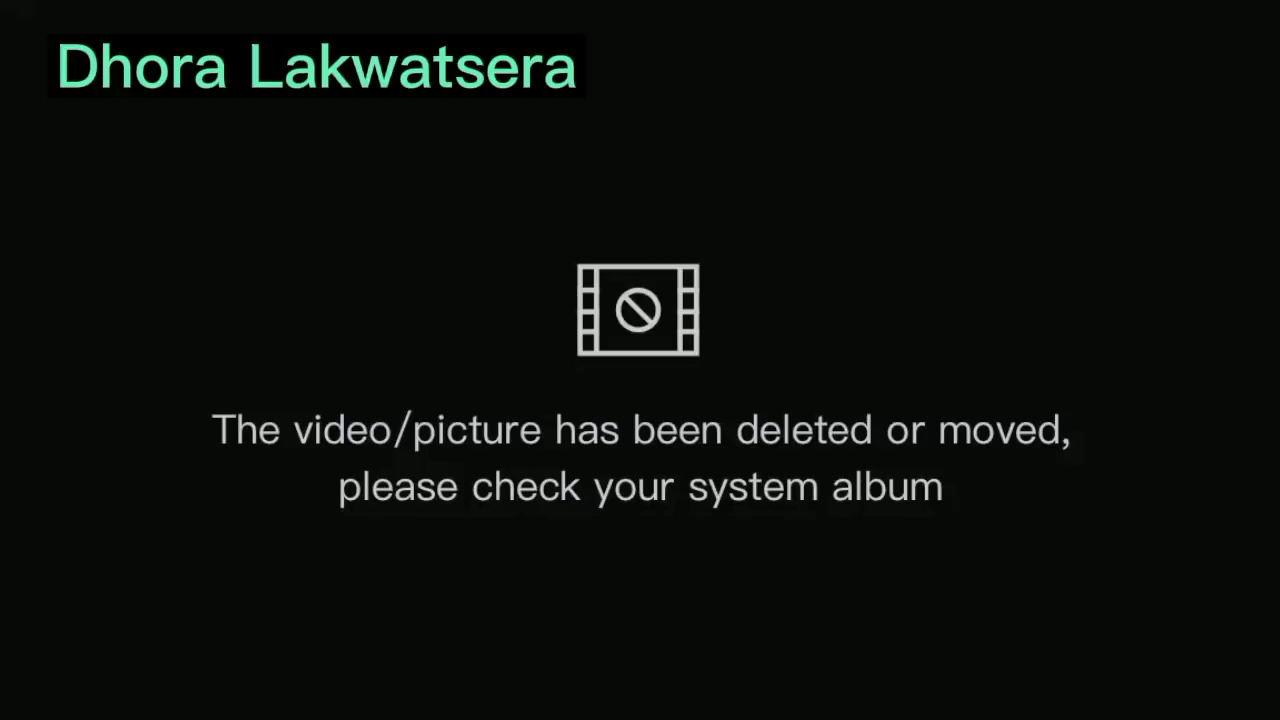 Dhora Lakwatsera
The video/picture has been deleted or moved,
please check your system album